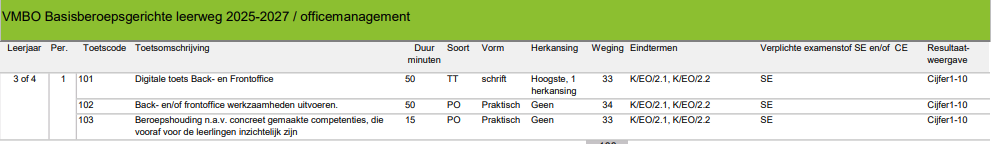 VMBO Basisberoepsgerichte leerweg 2025-2027 / officemanagement
Leerjaar Per. Toetscode Toetsomschrijving Duur minuten Soort Vorm Herkansing Weging Eindtermen Verplichte examenstof SE en/of CE Resultaat-weergave
3 of 4 1 101 Digitale toets Back- en Frontoffice 50 TT schrift Hoogste, 1 herkansing 33 K/EO/2.1, K/EO/2.2 SE Cijfer1-10
102 Back- en/of frontoffice werkzaamheden uitvoeren. 50 PO Praktisch Geen 34 K/EO/2.1, K/EO/2.2 SE Cijfer1-10
103 Beroepshouding n.a.v. concreet gemaakte competenties, die vooraf voor de leerlingen inzichtelijk zijn 15 PO Praktisch Geen 33 K/EO/2.1, K/EO/2.2 SE Cijfer1-10